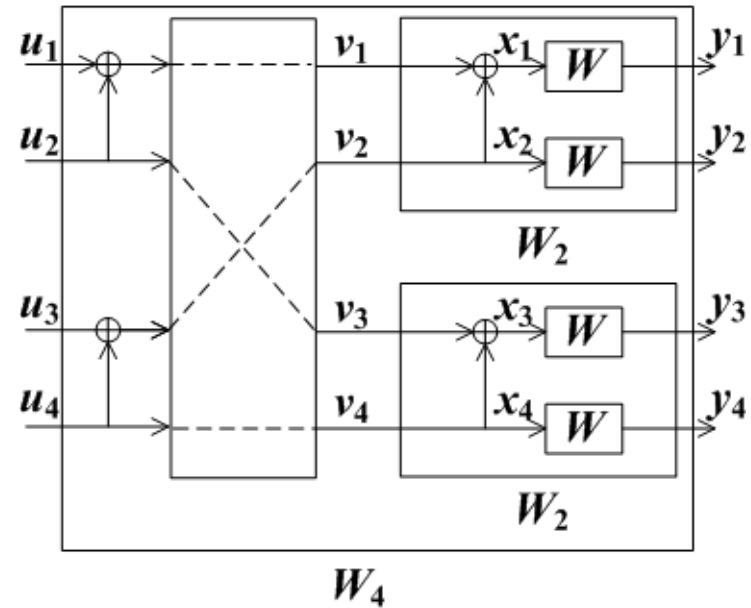 u1 v1 x1 W y1
u2 v2 x2 W y2
W2
u3 v3 x3 W y3
u4 v4 x4 W y4
W2
W4